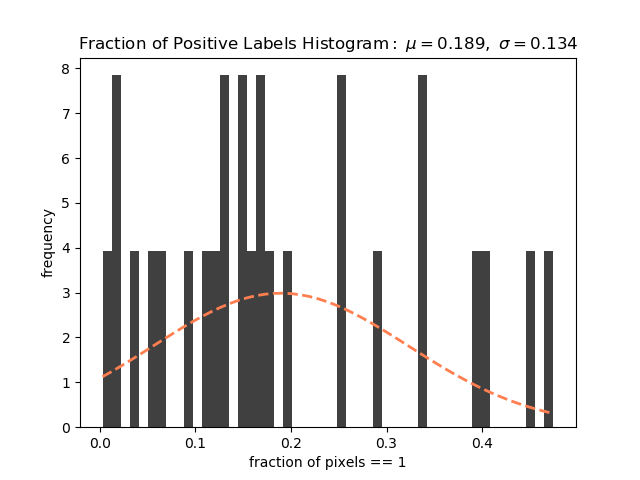 Fraction of Positive Labels Histogram: μ = 0.189, σ = 0.134
8
7
6
5
4
3
2
1
0
frequency
0.0 0.1 0.2 0.3 0.4
fraction of pixels == 1